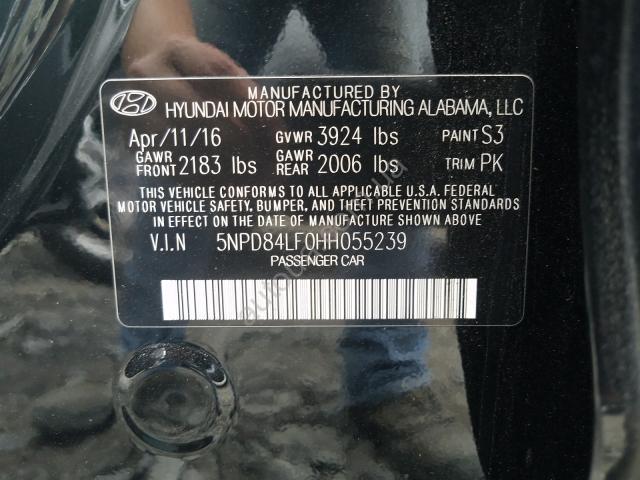 MANUFACTURED BY
HYUNDAI MOTOR MANUFACTURING ALABAMA, LLC
Apr/11/16 GVWR 3924 lbs PAINT S3
GAWR FRONT 2183 lbs GAWR REAR 2006 lbs TRIM PK
THIS VEHICLE CONFORMS TO ALL APPLICABLE U.S.A. FEDERAL
MOTOR VEHICLE SAFETY, BUMPER, AND THEFT PREVENTION STANDARDS
IN EFFECT ON THE DATE OF MANUFACTURE SHOWN ABOVE.
V.I.N 5NPD84LF0HH055239
PASSENGER CAR